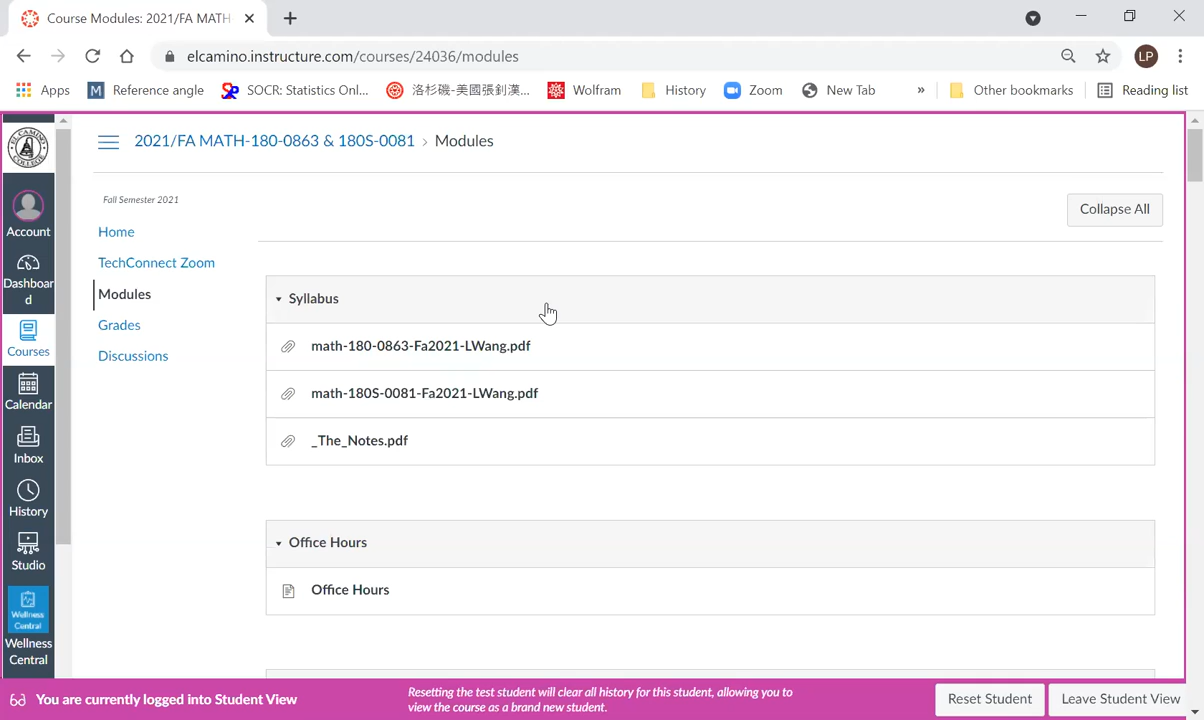 Course Modules: 2021/FA MATH-
elcamino.instructure.com/courses/24036/modules
LP
Apps
M
Reference angle
SOCR: Statistics Onl...
洛杉磯-美國張釗漢...
Wolfram
History
Zoom
New Tab
»
Other bookmarks
Reading list
2021/FA MATH-180-0863 & 180S-0081 › Modules
Fall Semester 2021
Collapse All
Home
TechConnect Zoom
Modules
Grades
Discussions
Account
Dashboar
d
Courses
Calendar
Inbox
History
Studio
Wellness
Central
Wellness
Central
Syllabus
math-180-0863-Fa2021-LWang.pdf
math-180S-0081-Fa2021-LWang.pdf
_The_Notes.pdf
Office Hours
Office Hours
You are currently logged into Student View
Resetting the test student will clear all history for this student, allowing you to
view the course as a brand new student.
Reset Student
Leave Student View